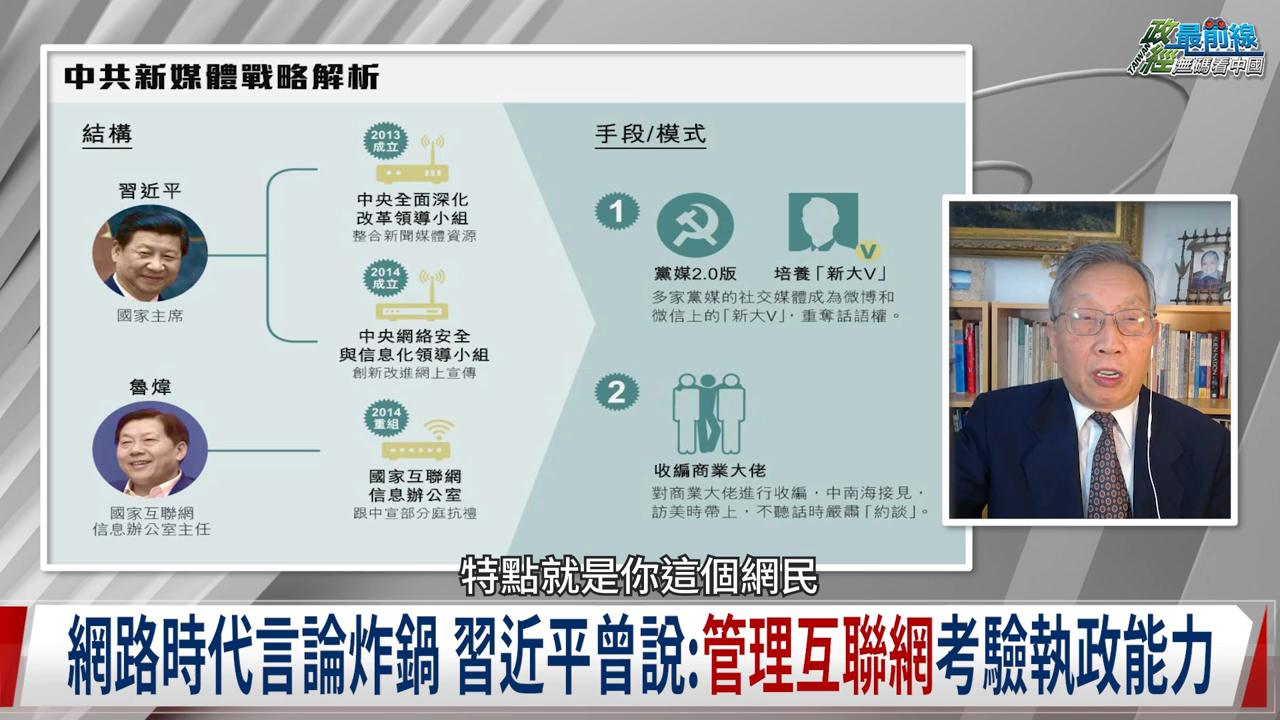 中共新媒體戰略解析
政經最前線
無碼看中國
TAIWAN
結構
習近平
國家主席
2013
成立
中央全面深化
改革領導小組
整合新聞媒體資源
2014
成立
中央網絡安全
與信息化領導小組
創新改進網上宣傳
魯煒
國家互聯網
信息辦公室主任
2014
重組
國家互聯網
信息辦公室
跟中宣部分庭抗禮
手段/模式
1
V
黨媒2.0版
培養「新大V」
多家黨媒的社交媒體成為微博和
微信上的「新大V」,重奪話語權。
2
收編商業大佬
對商業大佬進行收編,中南海接見,
訪美時帶上,不聽話時嚴肅「約談」。
特點就是你這個網民
網路時代言論炸鍋 習近平曾說:管理互聯網考驗執政能力